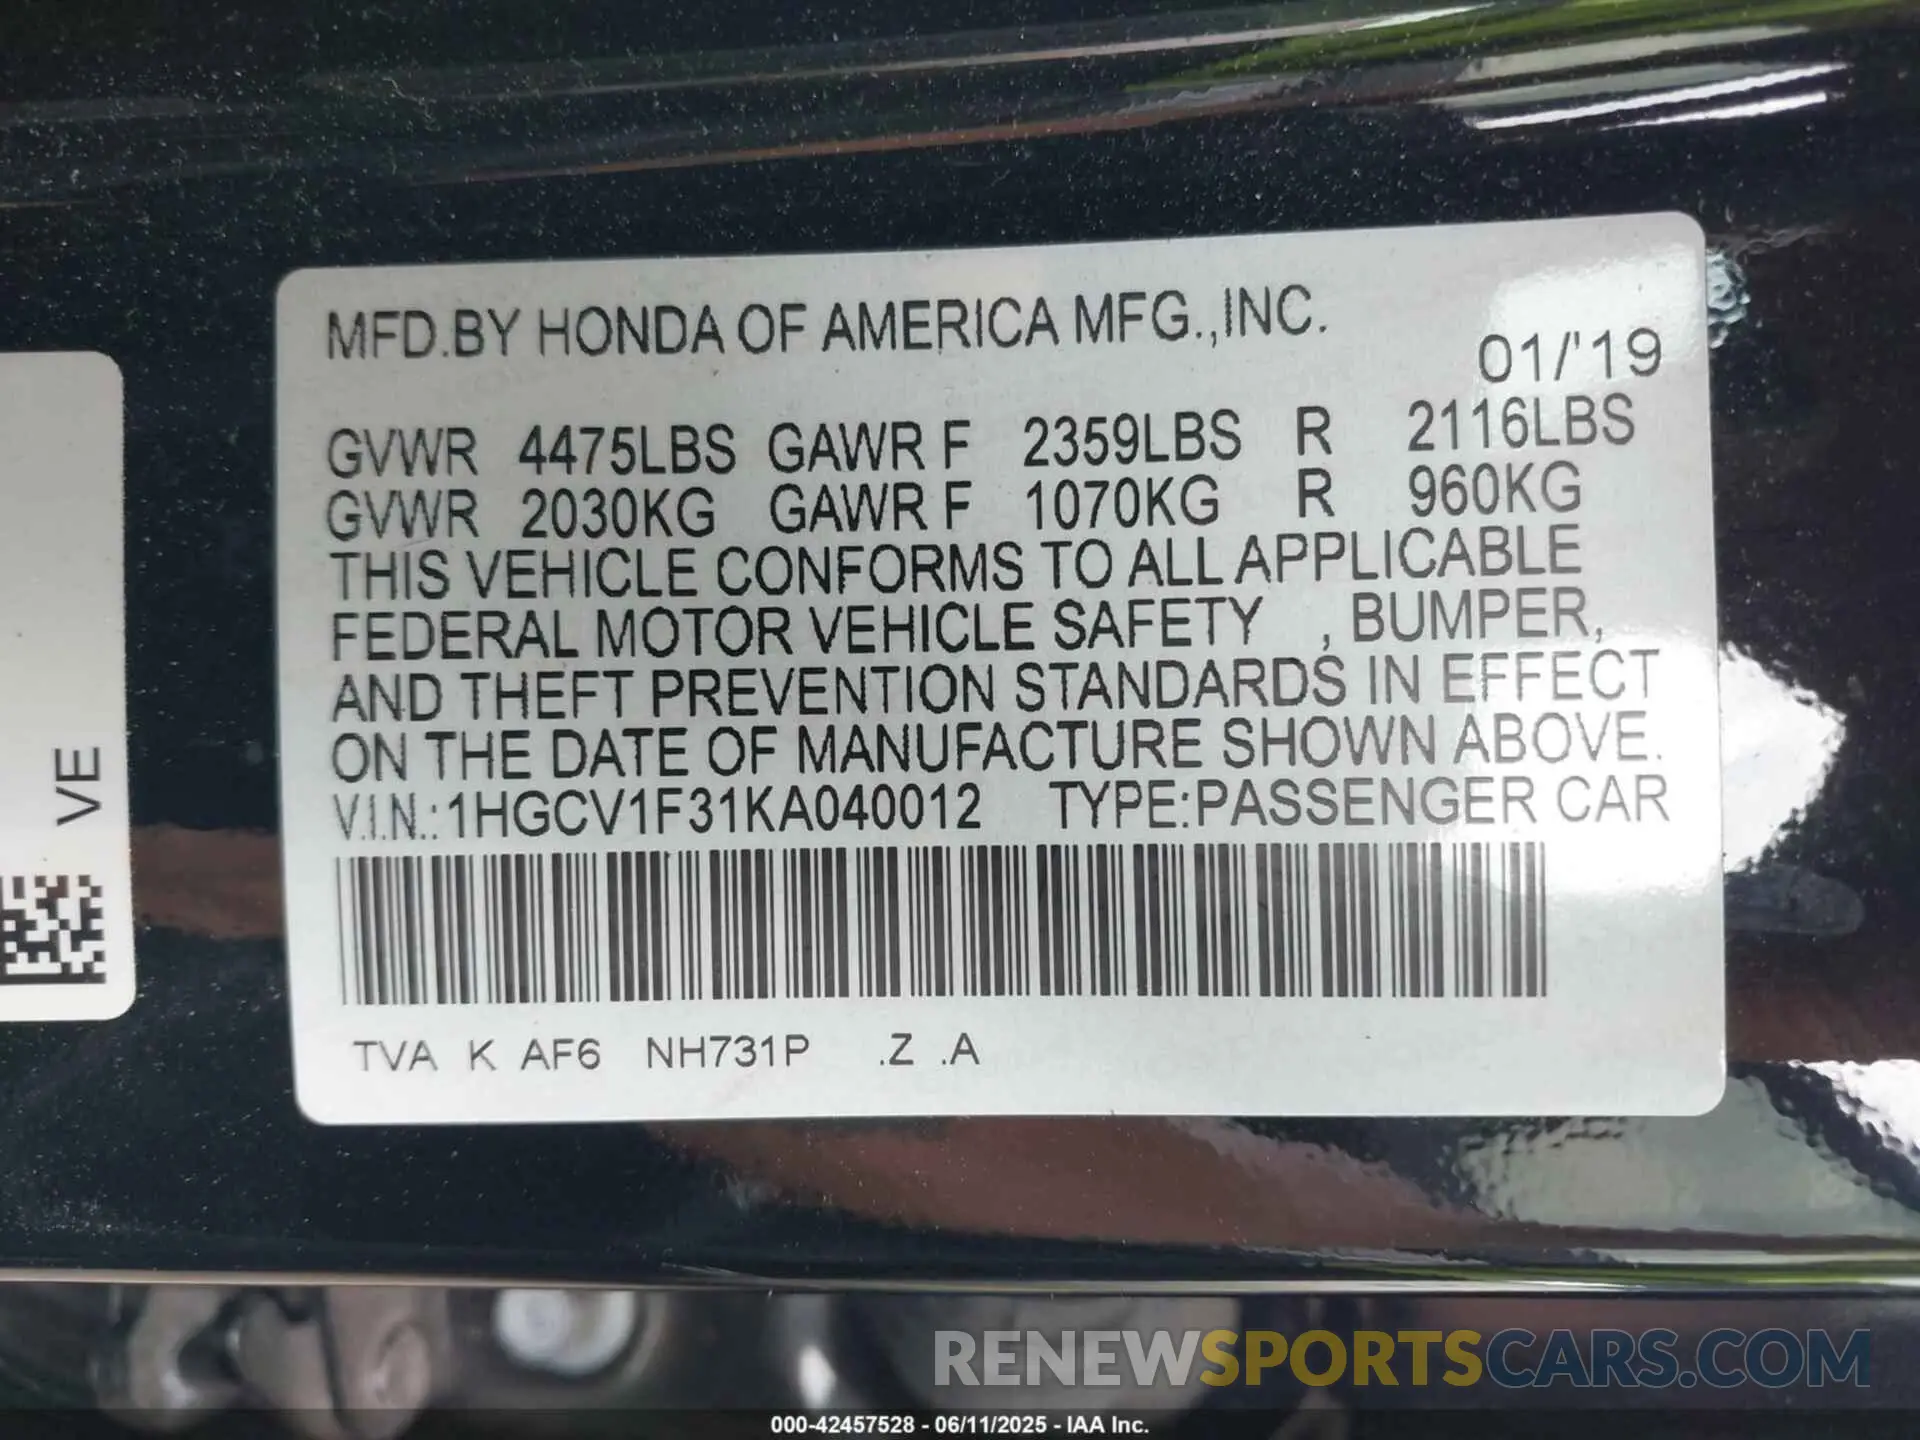 MFD.BY HONDA OF AMERICA MFG.,INC.
01/'19
GVWR 4475LBS GAWR F 2359LBS R 2116LBS
GVWR 2030KG GAWR F 1070KG R 960KG
THIS VEHICLE CONFORMS TO ALL APPLICABLE
FEDERAL MOTOR VEHICLE SAFETY , BUMPER,
AND THEFT PREVENTION STANDARDS IN EFFECT
ON THE DATE OF MANUFACTURE SHOWN ABOVE.
V.I.N.:1HGCV1F31KA040012 TYPE:PASSENGER CAR
TVA K AF6 NH731P .Z .A
VE
RENEWSPORTSCARS.COM
000-42457528 - 06/11/2025 - IAA Inc.